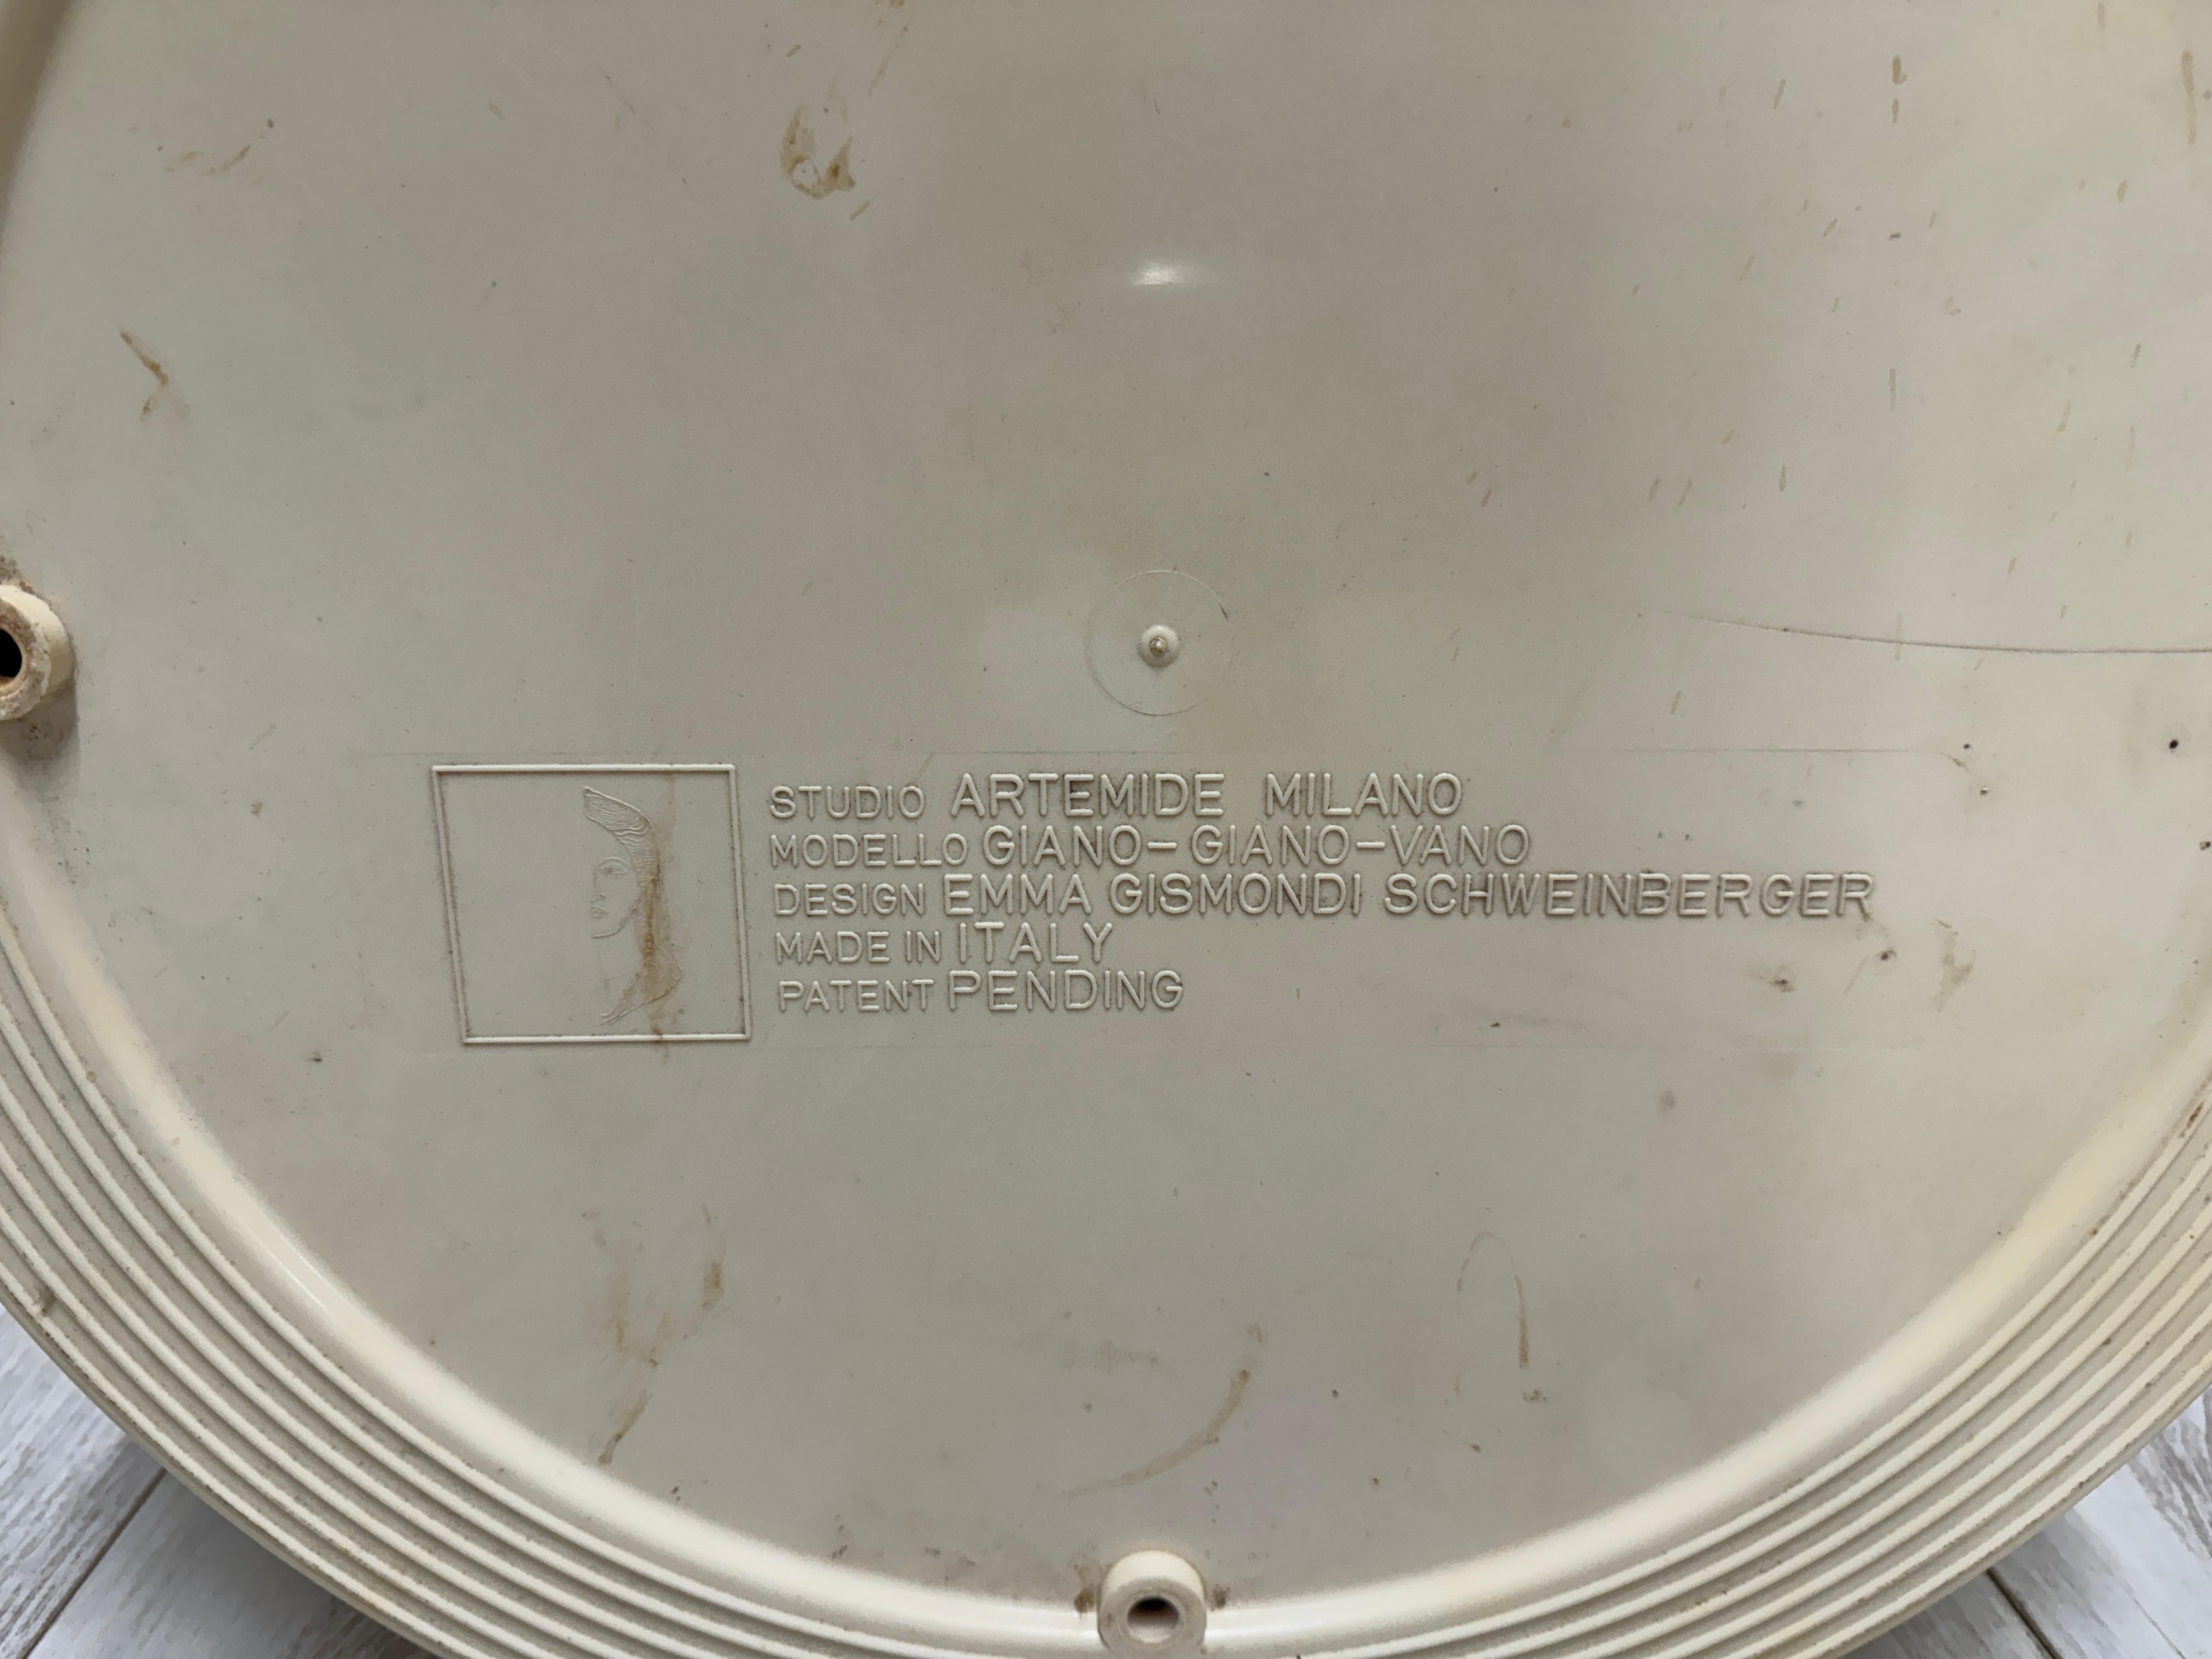 STUDIO ARTEMIDE MILANO
MODELLO GIANO-GIANO-VANO
DESIGN EMMA GISMONDI SCHWEINBERGER
MADE IN ITALY
PATENT PENDING